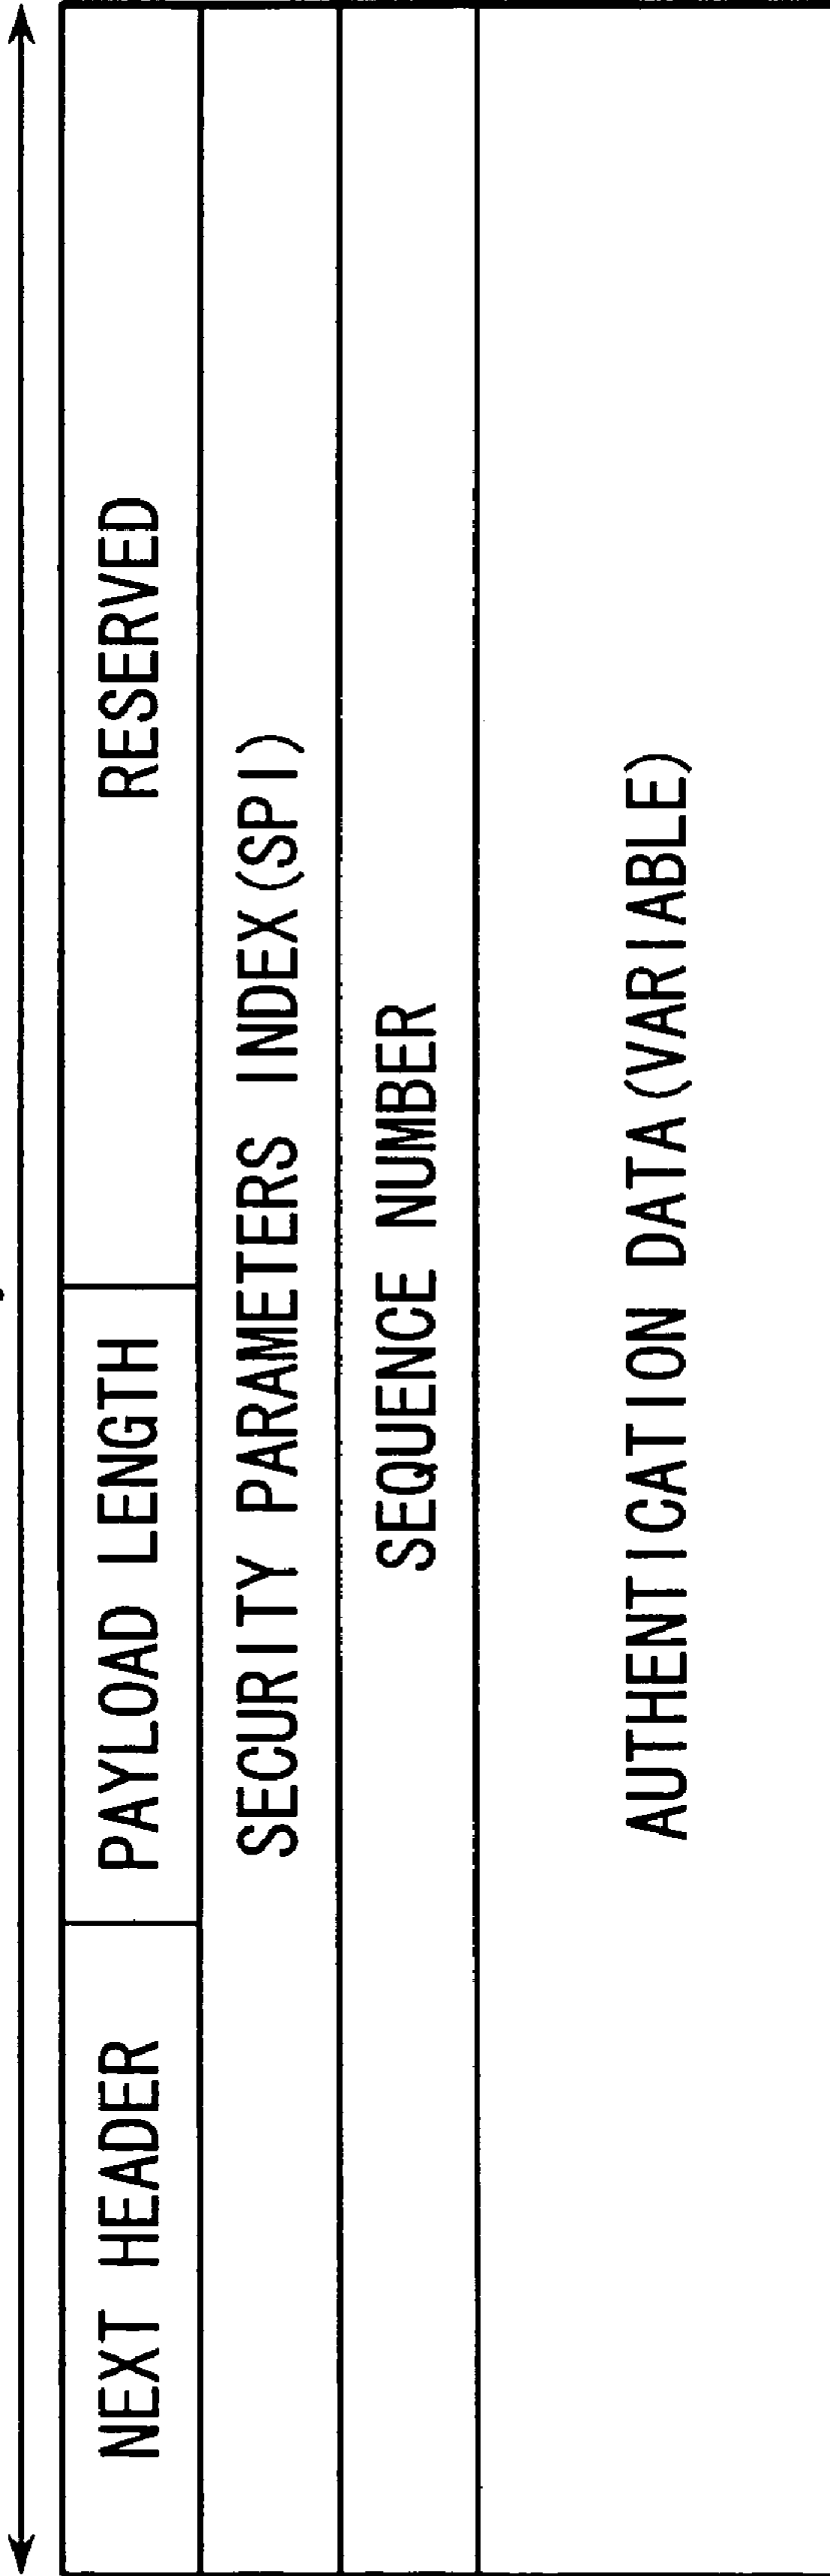 NEXT HEADER PAYLOAD LENGTH RESERVED
SECURITY PARAMETERS INDEX(SPI)
SEQUENCE NUMBER
AUTHENTICATION DATA(VARIABLE)